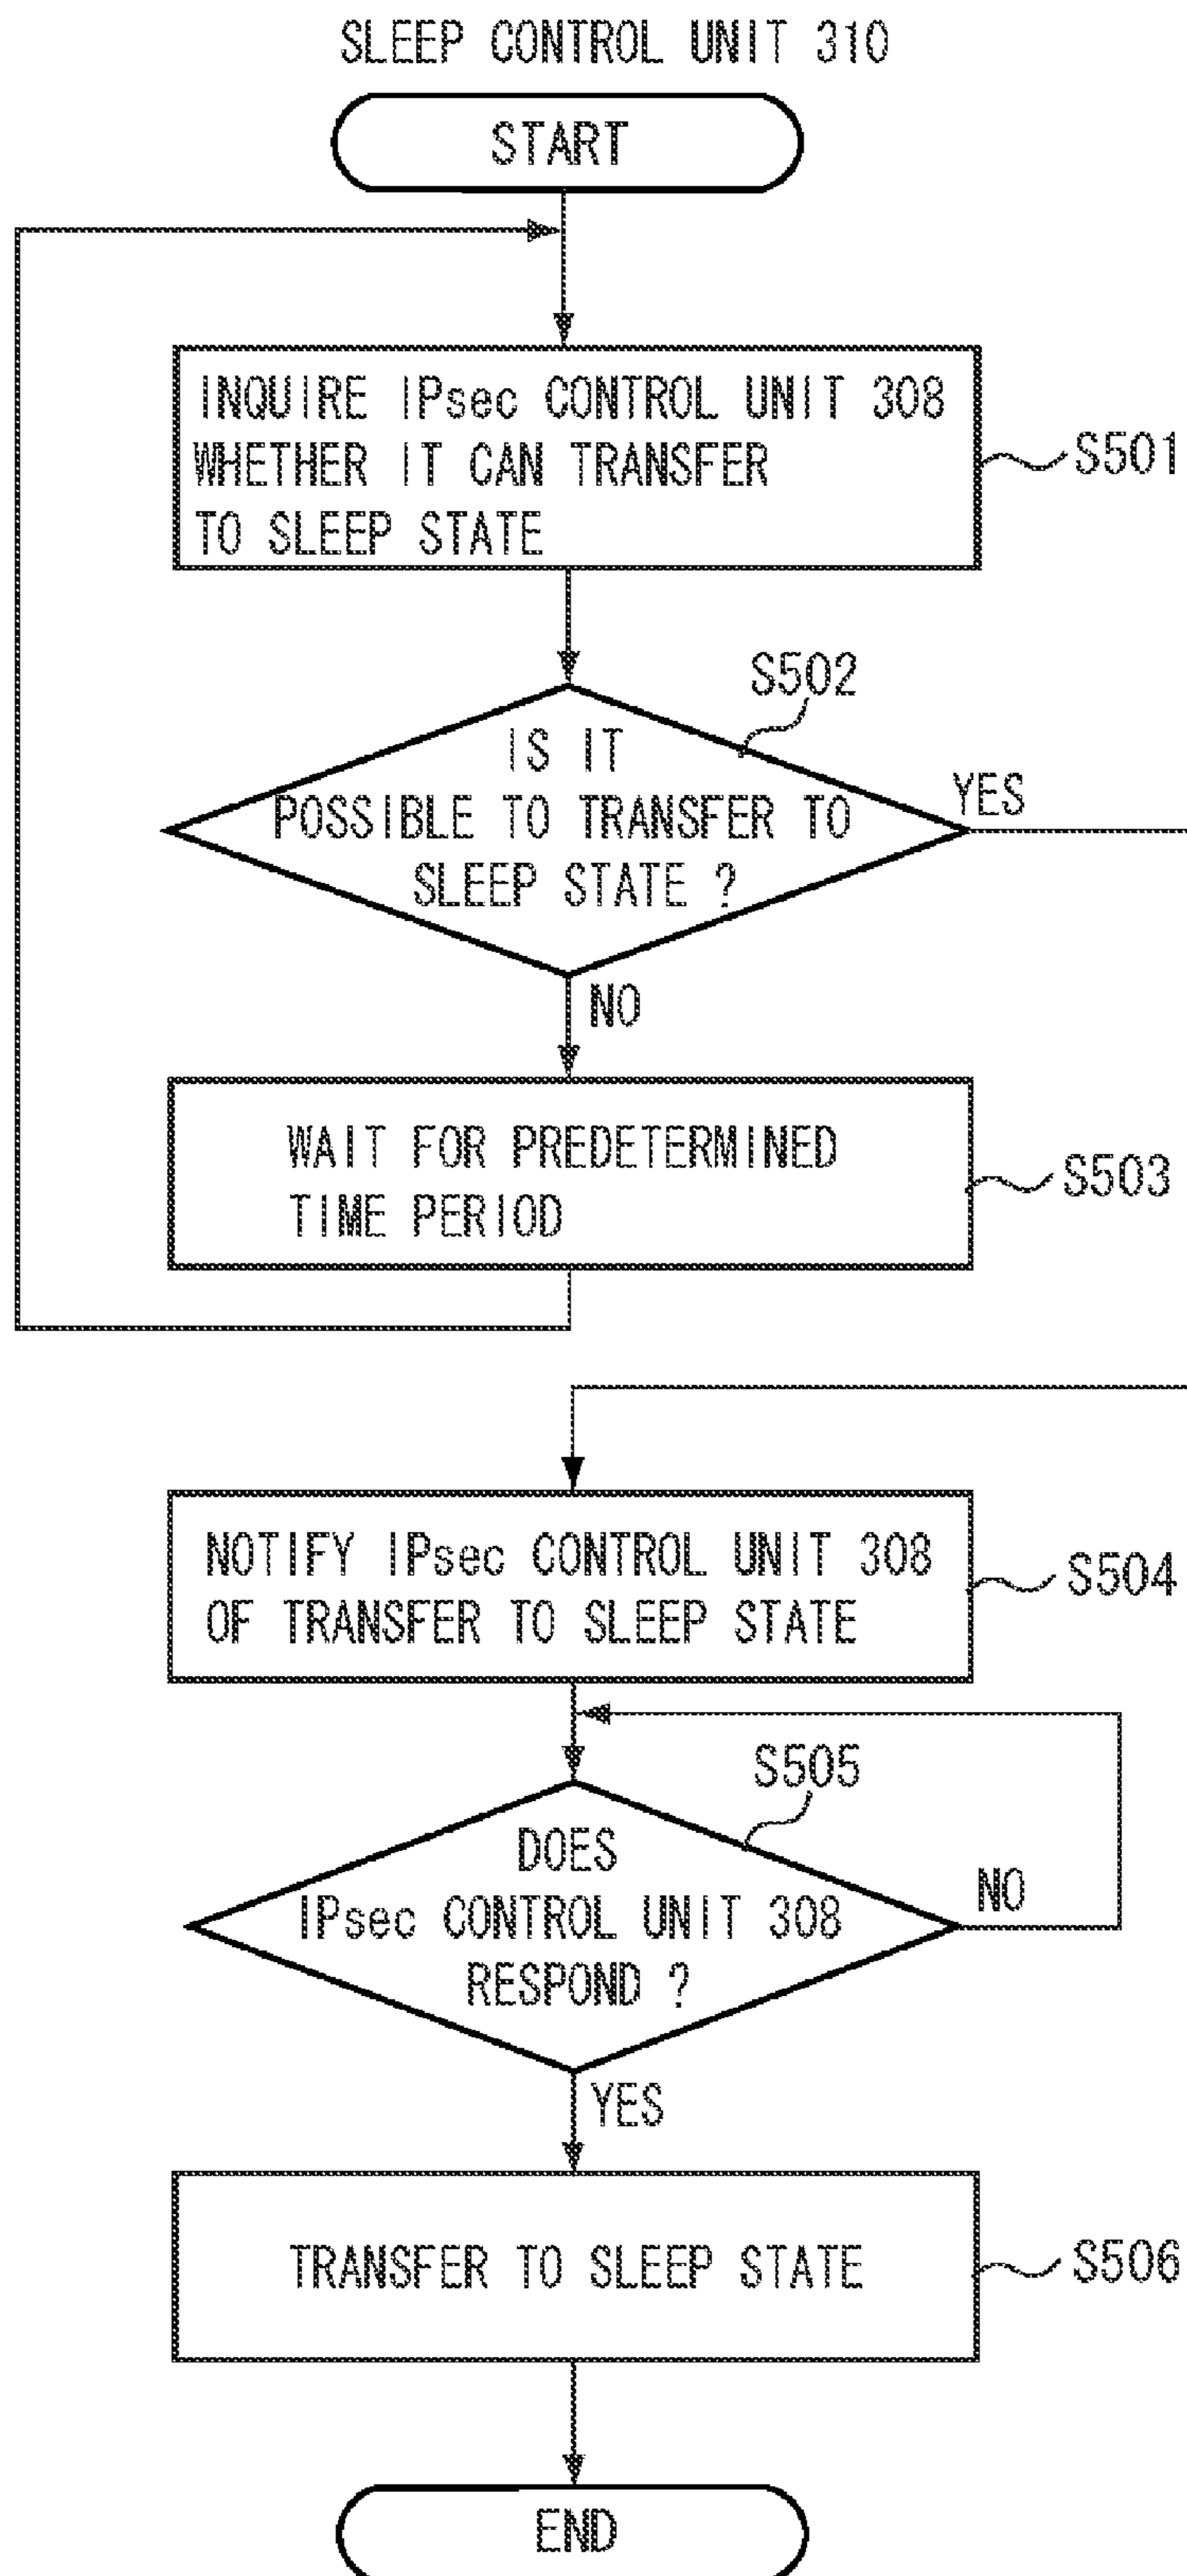 SLEEP CONTROL UNIT 310
START
INQUIRE IPsec CONTROL UNIT 308
WHETHER IT CAN TRANSFER
TO SLEEP STATE
S501
S502
IS IT
POSSIBLE TO TRANSFER TO
SLEEP STATE ?
YES
NO
WAIT FOR PREDETERMINED
TIME PERIOD
S503
NOTIFY IPsec CONTROL UNIT 308
OF TRANSFER TO SLEEP STATE
S504
S505
DOES
IPsec CONTROL UNIT 308
RESPOND ?
NO
YES
TRANSFER TO SLEEP STATE
S506
END